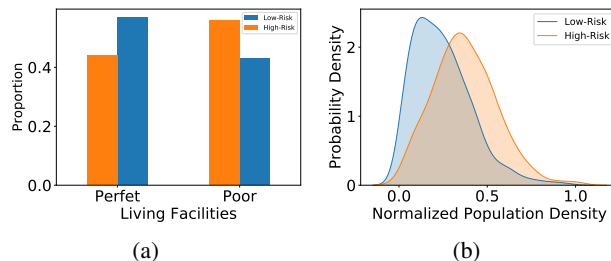 Low-Risk
High-Risk
Proportion
0.4
0.2
0.0
Perfet
Poor
Living Facilities
(a)
Low-Risk
High-Risk
Probability Density
2
1
0
0.0
0.5
1.0
Normalized Population Density
(b)